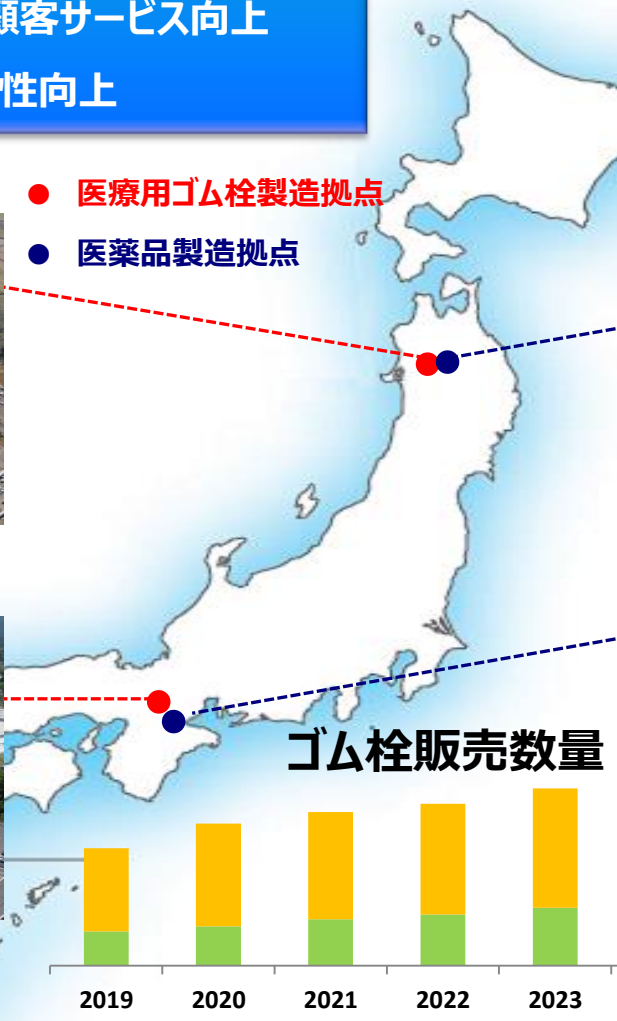 顧客サービス向上
性向上
● 医療用ゴム栓製造拠点
● 医薬品製造拠点
ゴム栓販売数量
2019 2020 2021 2022 2023